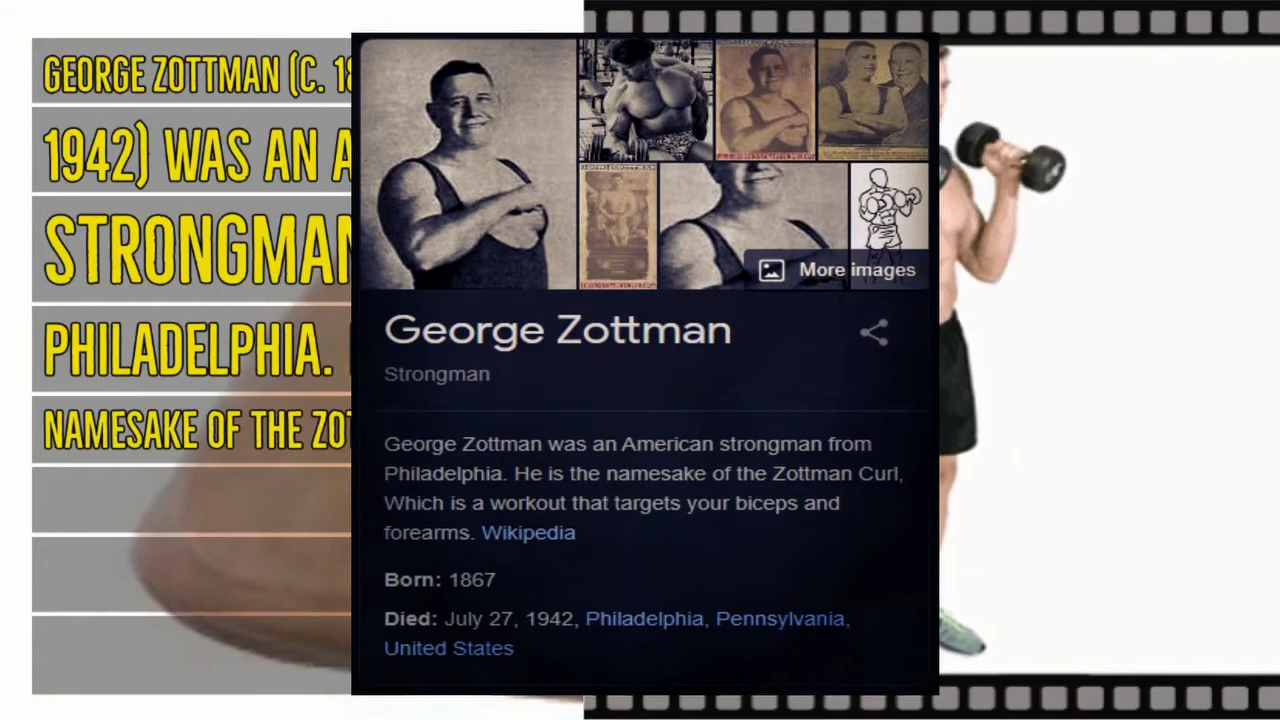 GEORGE ZOTTMAN (C. 18
1942) WAS AN A
STRONGMAN
PHILADELPHIA.
NAMESAKE OF THE ZOT
More images
George Zottman
Strongman
George Zottman was an American strongman from
Philadelphia. He is the namesake of the Zottman Curl,
Which is a workout that targets your biceps and
forearms. Wikipedia
Born: 1867
Died: July 27, 1942, Philadelphia, Pennsylvania,
United States